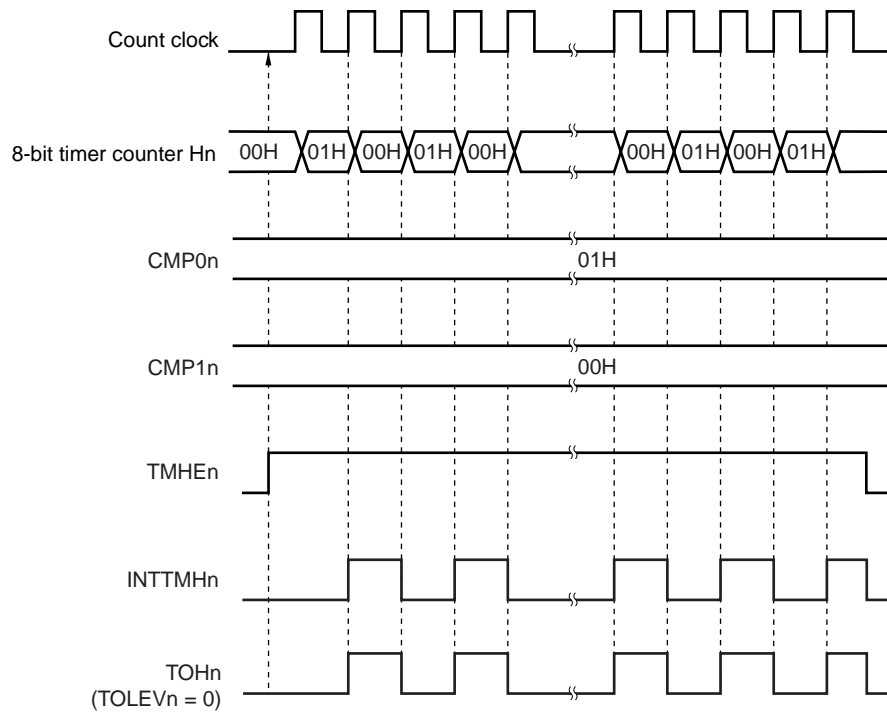 Count clock
8-bit timer counter Hn 00H 01H 00H 01H 00H 00H 01H 00H 01H
CMP0n 01H
CMP1n 00H
TMHEn
INTTMHn
TOHn
(TOLEVn = 0)